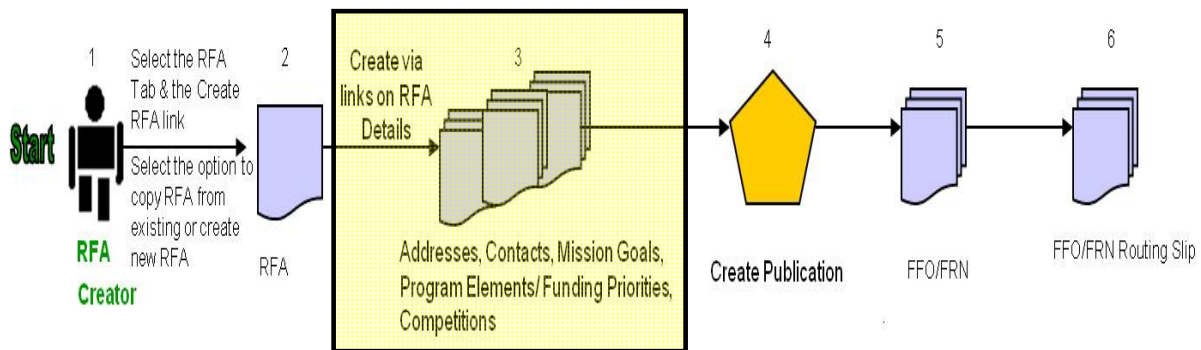 Start
1
Select the RFA
Tab & the Create
RFA link
Select the option to
copy RFA from
existing or create
new RFA
RFA
Creator
2
RFA
Create via
links on RFA
Details
3
Addresses, Contacts, Mission Goals,
Program Elements/ Funding Priorities,
Competitions
4
Create Publication
5
FFO/FRN
6
FFO/FRN Routing Slip